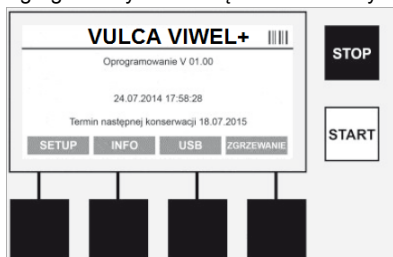 VULCA VIWEL+
Oprogramowanie V 01.00
24.07.2014 17:58:28
Termin następnej konserwacji 18.07.2015
SETUP INFO USB ZGRZEWANIE
STOP
START